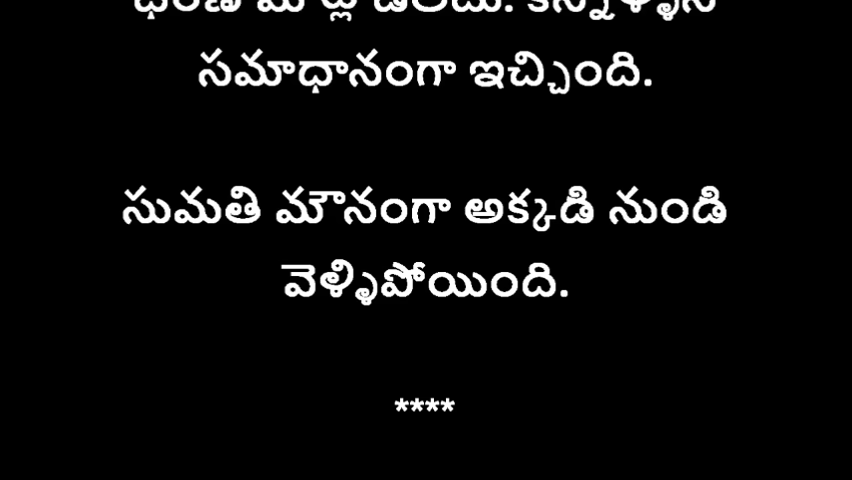 సమాధానంగా ఇచ్చింది.
సుమతి మౌనంగా అక్కడి నుండి
వెళ్ళిపోయింది.
****